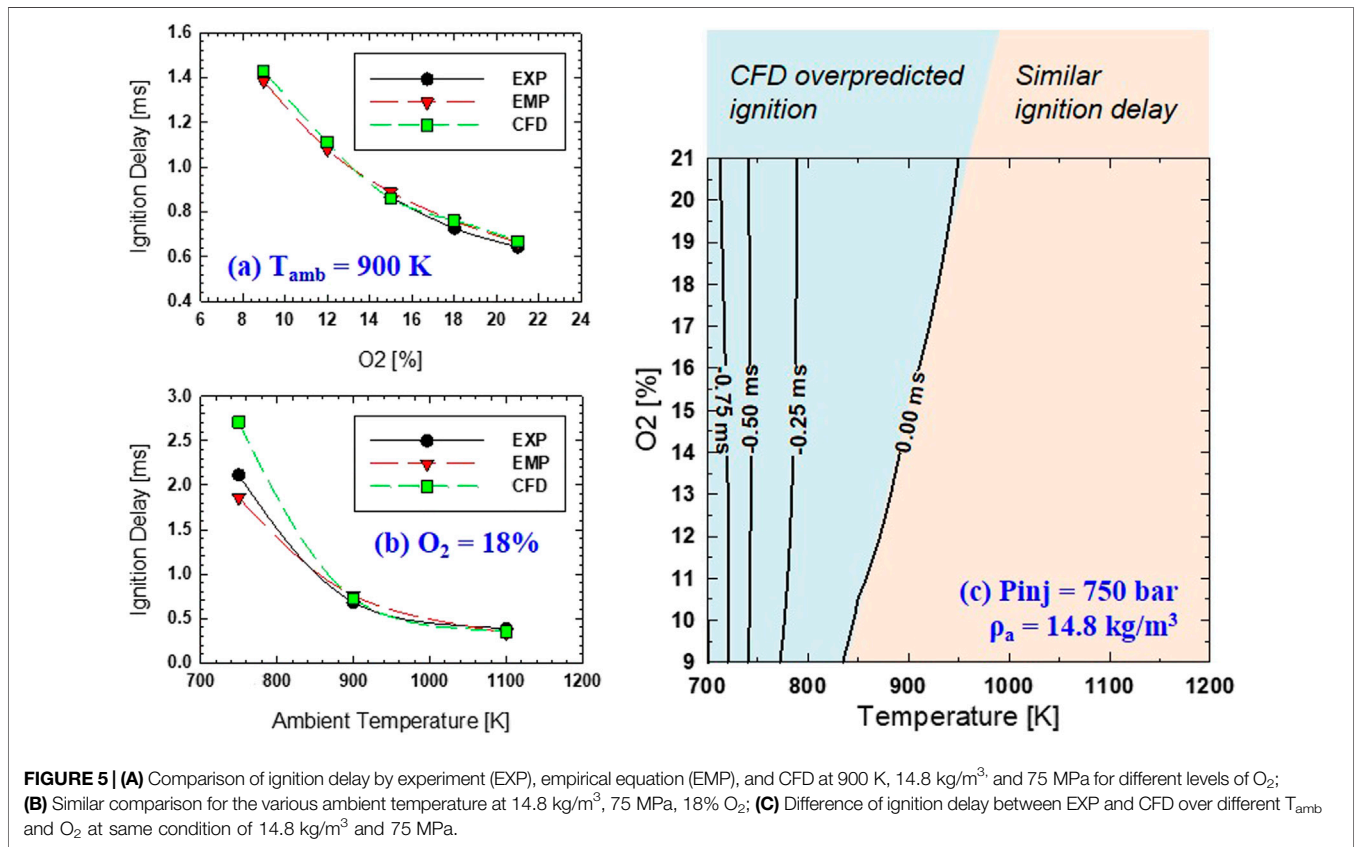 1.6
1.4
1.2
1.0
0.8
0.6
0.4
Ignition Delay [ms]
EXP
EMP
CFD
(a) Tamb = 900 K
6 8 10 12 14 16 18 20 22 24
O2 [%]
3.0
2.5
2.0
1.5
1.0
0.5
0.0
Ignition Delay [ms]
EXP
EMP
CFD
(b) O2 = 18%
700 800 900 1000 1100 1200
Ambient Temperature [K]
CFD overpredicted
ignition
Similar
ignition delay
21
20
19
18
17
16
15
14
13
12
11
10
9
O2 [%]
-0.75 ms
-0.50 ms
-0.25 ms
0.00 ms
(c) Pinj = 750 bar
ρa = 14.8 kg/m³
700 800 900 1000 1100 1200
Temperature [K]
FIGURE 5 | (A) Comparison of ignition delay by experiment (EXP), empirical equation (EMP), and CFD at 900 K, 14.8 kg/m³, and 75 MPa for different levels of O2;
(B) Similar comparison for the various ambient temperature at 14.8 kg/m³, 75 MPa, 18% O2; (C) Difference of ignition delay between EXP and CFD over different Tamb
and O2 at same condition of 14.8 kg/m³ and 75 MPa.